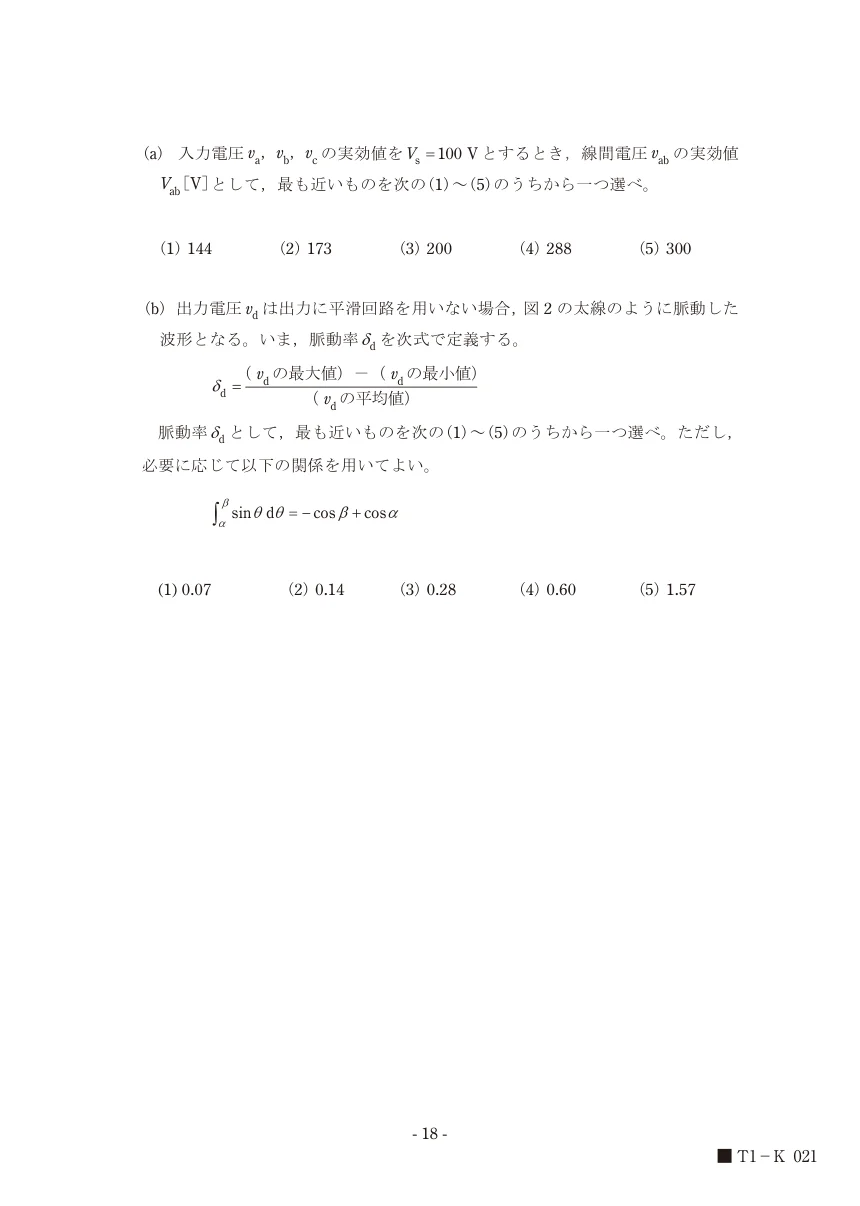 (a) 入力電圧 va, vb, vc の実効値を Vs =100 V とするとき，線間電圧 vab の実効値
Vab [V]として，最も近いものを次の(1)～(5)のうちから一つ選べ。
(1) 144 (2) 173 (3) 200 (4) 288 (5) 300
(b) 出力電圧 vd は出力に平滑回路を用いない場合，図 2 の太線のように脈動した
波形となる。いま，脈動率 δd を次式で定義する。
δd = ( vd の最大値) － ( vd の最小値)
( vd の平均値)
脈動率 δd として，最も近いものを次の(1)～(5)のうちから一つ選べ。ただし，
必要に応じて以下の関係を用いてよい。
∫αβ sin θ dθ = − cos β + cos α
(1) 0.07 (2) 0.14 (3) 0.28 (4) 0.60 (5) 1.57
- 18 -
■ T1－K 021